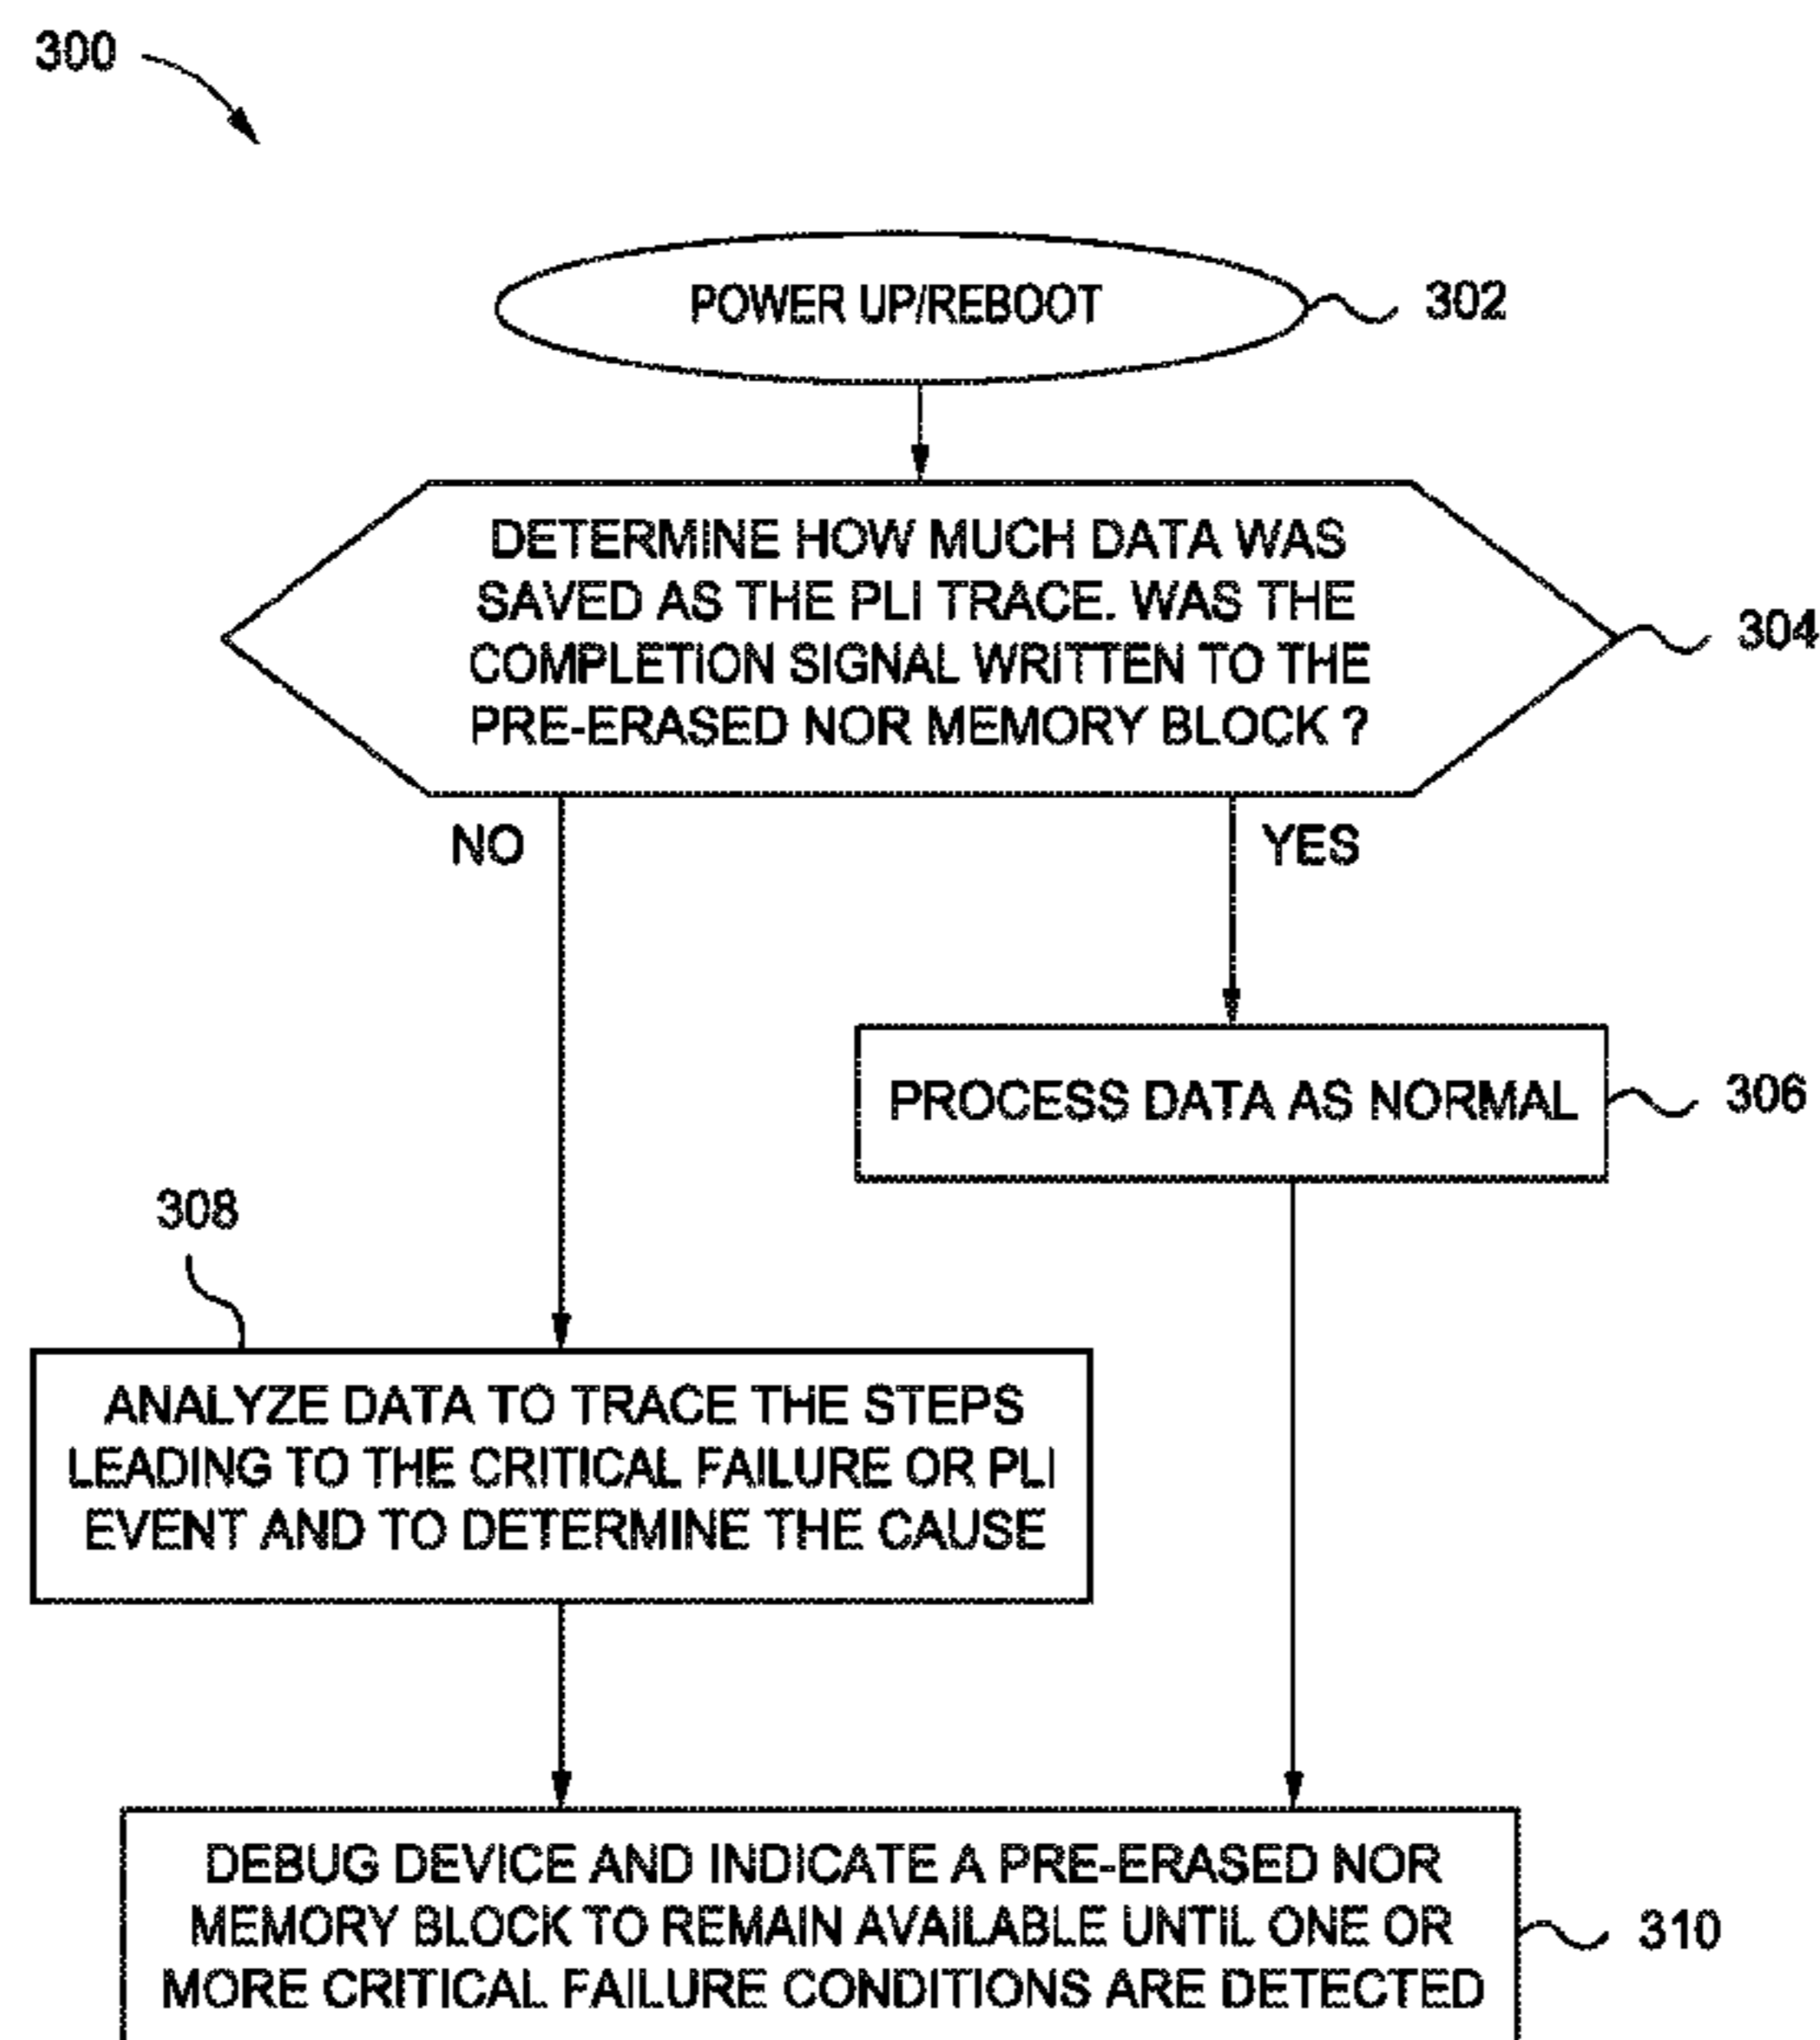 300
POWER UP/REBOOT
302
DETERMINE HOW MUCH DATA WAS
SAVED AS THE PLI TRACE. WAS THE
COMPLETION SIGNAL WRITTEN TO THE
PRE-ERASED NOR MEMORY BLOCK ?
304
NO
YES
PROCESS DATA AS NORMAL
306
308
ANALYZE DATA TO TRACE THE STEPS
LEADING TO THE CRITICAL FAILURE OR PLI
EVENT AND TO DETERMINE THE CAUSE
DEBUG DEVICE AND INDICATE A PRE-ERASED NOR
MEMORY BLOCK TO REMAIN AVAILABLE UNTIL ONE OR
MORE CRITICAL FAILURE CONDITIONS ARE DETECTED
310